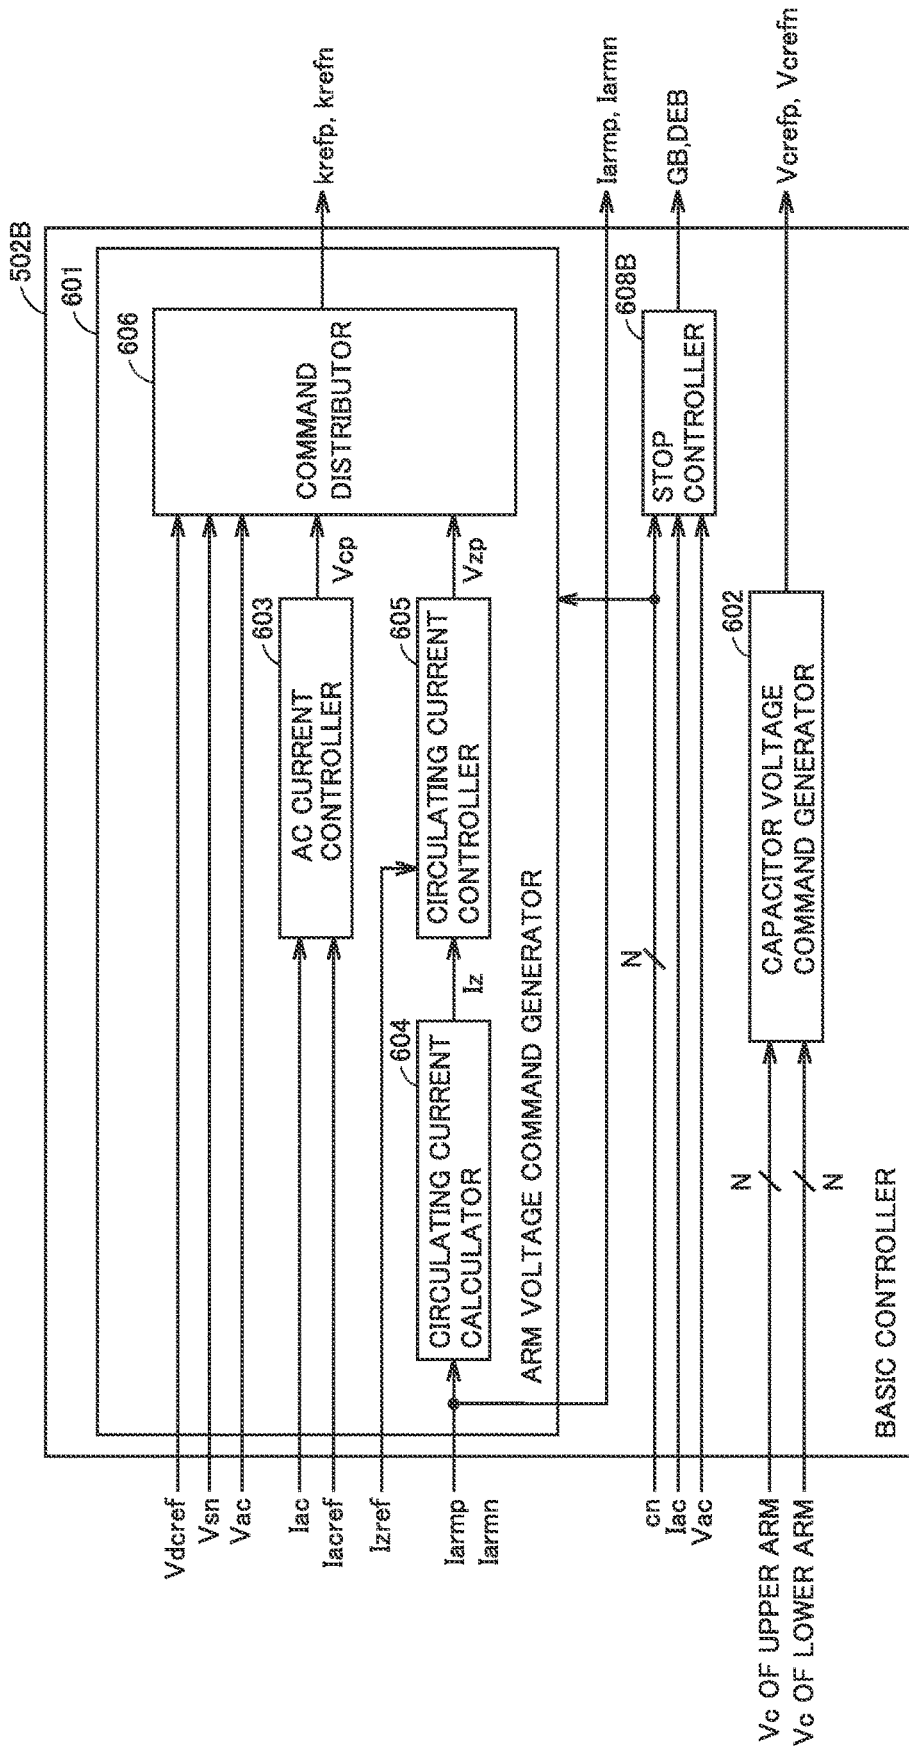 502B
601
606
COMMAND
DISTRIBUTOR
krefp, krefn
Vdcref
Vsn
Vac
Iac
Iacref
603
AC CURRENT
CONTROLLER
Vcp
Izref
Iarmp
Iarmn
604
CIRCULATING CURRENT
CALCULATOR
Iz
605
CIRCULATING CURRENT
CONTROLLER
Vzp
ARM VOLTAGE COMMAND GENERATOR
Iarmp, Iarmn
cn
Iac
Vac
N
608B
STOP
CONTROLLER
GB,DEB
Vc OF UPPER ARM
Vc OF LOWER ARM
N
N
602
CAPACITOR VOLTAGE
COMMAND GENERATOR
Vcrefp, Vcrefn
BASIC CONTROLLER